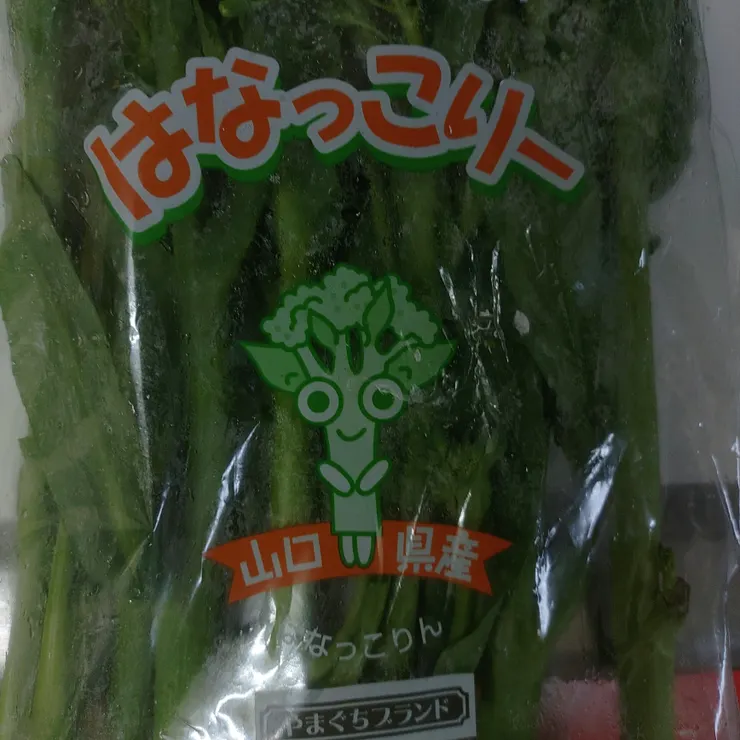 はなっこりー
山口県産
はなっこりん
やまぐちブランド